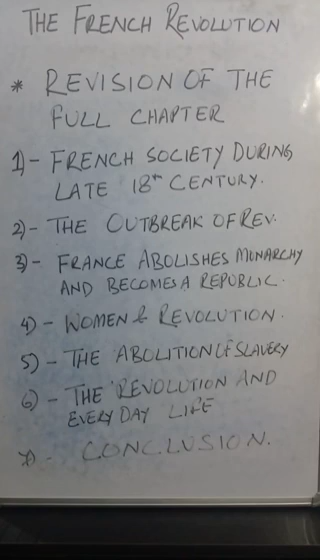 THE FRENCH REVOLUTION
* REVISION OF THE
FULL CHAPTER
1)- FRENCH SOCIETY DURING
LATE 18th CENTURY.
2)- THE OUTBREAK OF REV.
3)- FRANCE ABOLISHES MONARCHY
AND BECOMES A REPUBLIC.
4)- WOMEN & REVOLUTION.
5)- THE ABOLITION OF SLAVERY
6)- THE REVOLUTION AND
EVERY DAY LIFE
7)- CONCLUSION.